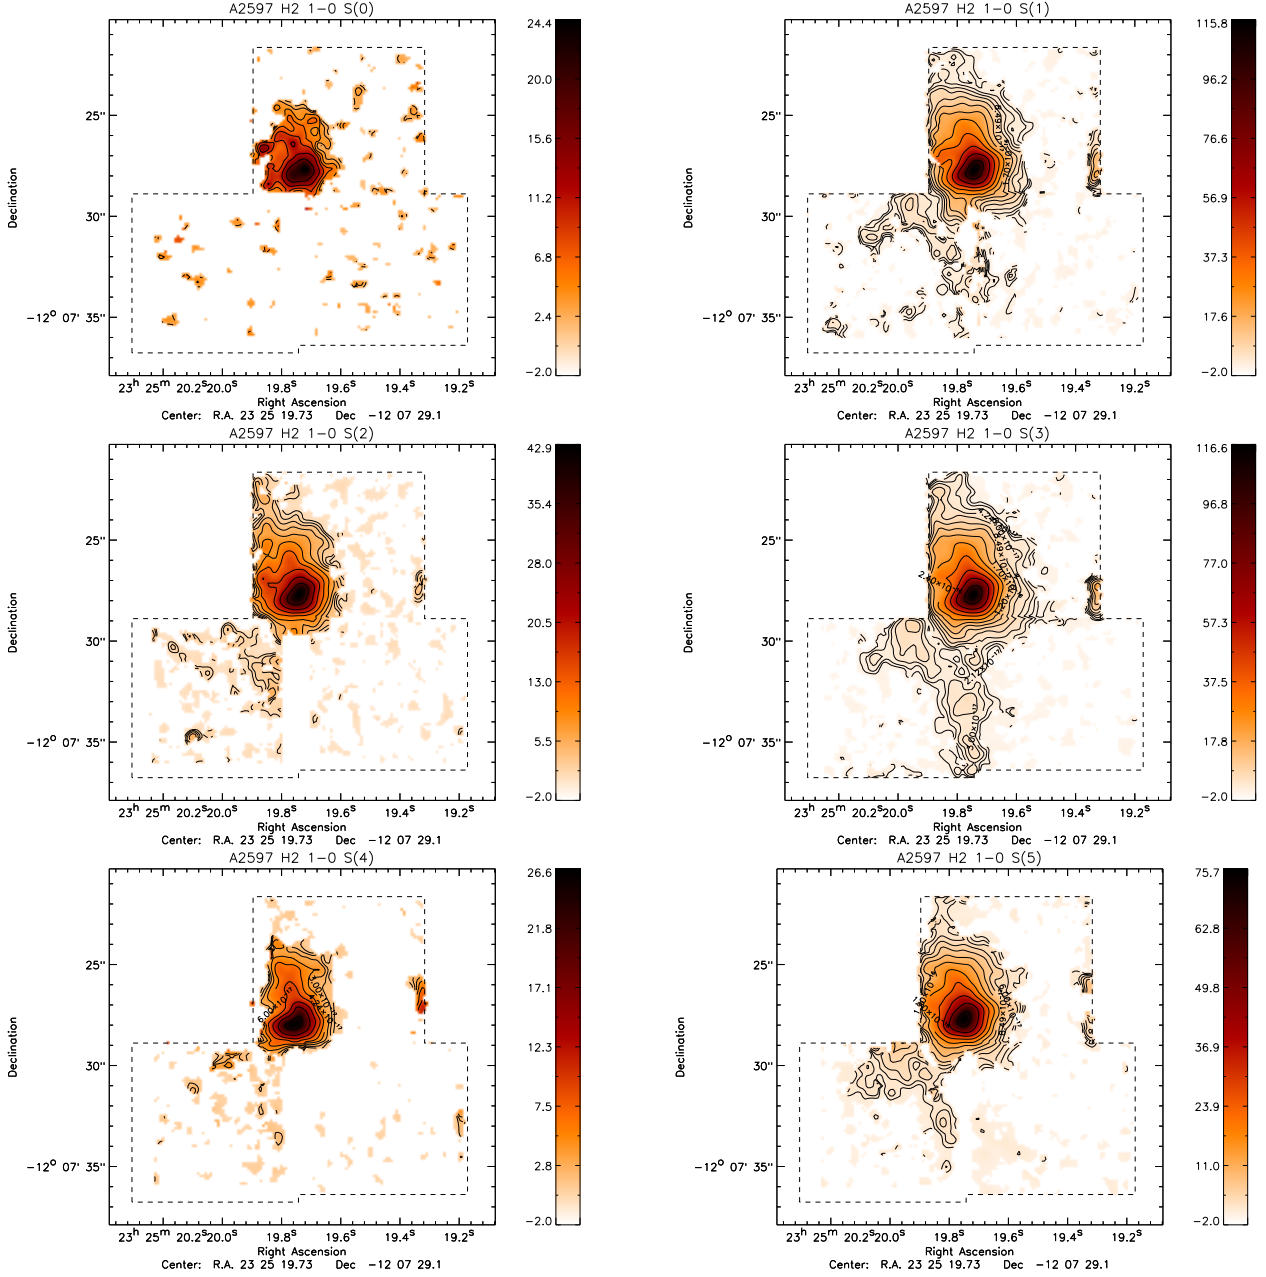 A2597 H2 1-0 S(0)
24.4
20.0
15.6
11.2
6.8
2.4
-2.0
25"
30"
-12° 07' 35"
Declination
23h 25m 20.2s 20.0s 19.8s 19.6s 19.4s 19.2s
Right Ascension
Center: R.A. 23 25 19.73 Dec -12 07 29.1
A2597 H2 1-0 S(1)
115.8
96.2
76.6
56.9
37.3
17.6
-2.0
25"
30"
-12° 07' 35"
Declination
23h 25m 20.2s 20.0s 19.8s 19.6s 19.4s 19.2s
Right Ascension
Center: R.A. 23 25 19.73 Dec -12 07 29.1
A2597 H2 1-0 S(2)
42.9
35.4
28.0
20.5
13.0
5.5
-2.0
25"
30"
-12° 07' 35"
Declination
23h 25m 20.2s 20.0s 19.8s 19.6s 19.4s 19.2s
Right Ascension
Center: R.A. 23 25 19.73 Dec -12 07 29.1
A2597 H2 1-0 S(3)
116.6
96.8
77.0
57.3
37.5
17.8
-2.0
25"
30"
-12° 07' 35"
Declination
23h 25m 20.2s 20.0s 19.8s 19.6s 19.4s 19.2s
Right Ascension
Center: R.A. 23 25 19.73 Dec -12 07 29.1
A2597 H2 1-0 S(4)
26.6
21.8
17.1
12.3
7.5
2.8
-2.0
25"
30"
-12° 07' 35"
Declination
23h 25m 20.2s 20.0s 19.8s 19.6s 19.4s 19.2s
Right Ascension
Center: R.A. 23 25 19.73 Dec -12 07 29.1
A2597 H2 1-0 S(5)
75.7
62.8
49.8
36.9
23.9
11.0
-2.0
25"
30"
-12° 07' 35"
Declination
23h 25m 20.2s 20.0s 19.8s 19.6s 19.4s 19.2s
Right Ascension
Center: R.A. 23 25 19.73 Dec -12 07 29.1